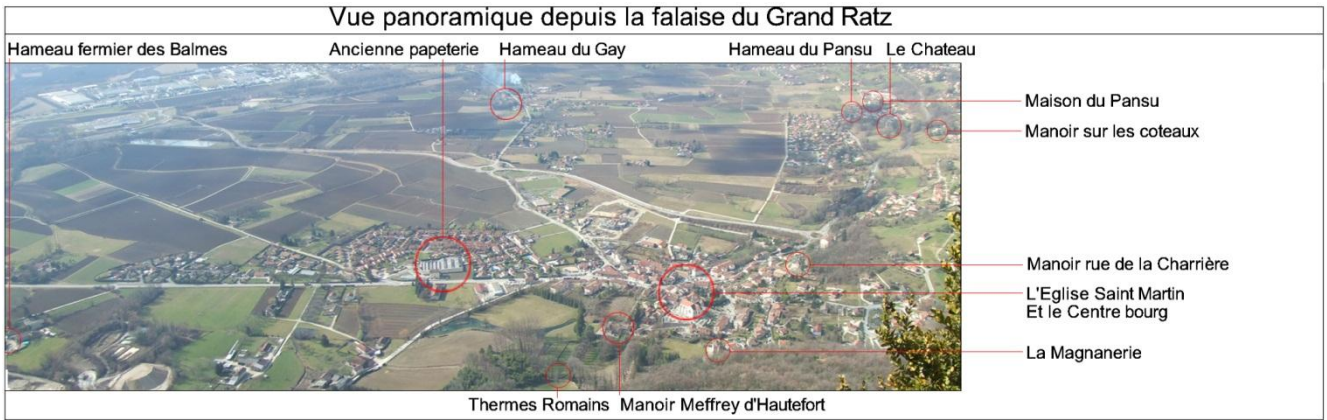 Vue panoramique depuis la falaise du Grand Ratz
Hameau fermier des Balmes
Ancienne papeterie
Hameau du Gay
Hameau du Pansu
Le Chateau
Maison du Pansu
Manoir sur les coteaux
Manoir rue de la Charrière
L'Eglise Saint Martin
Et le Centre bourg
La Magnanerie
Thermes Romains
Manoir Meffrey d'Hautefort